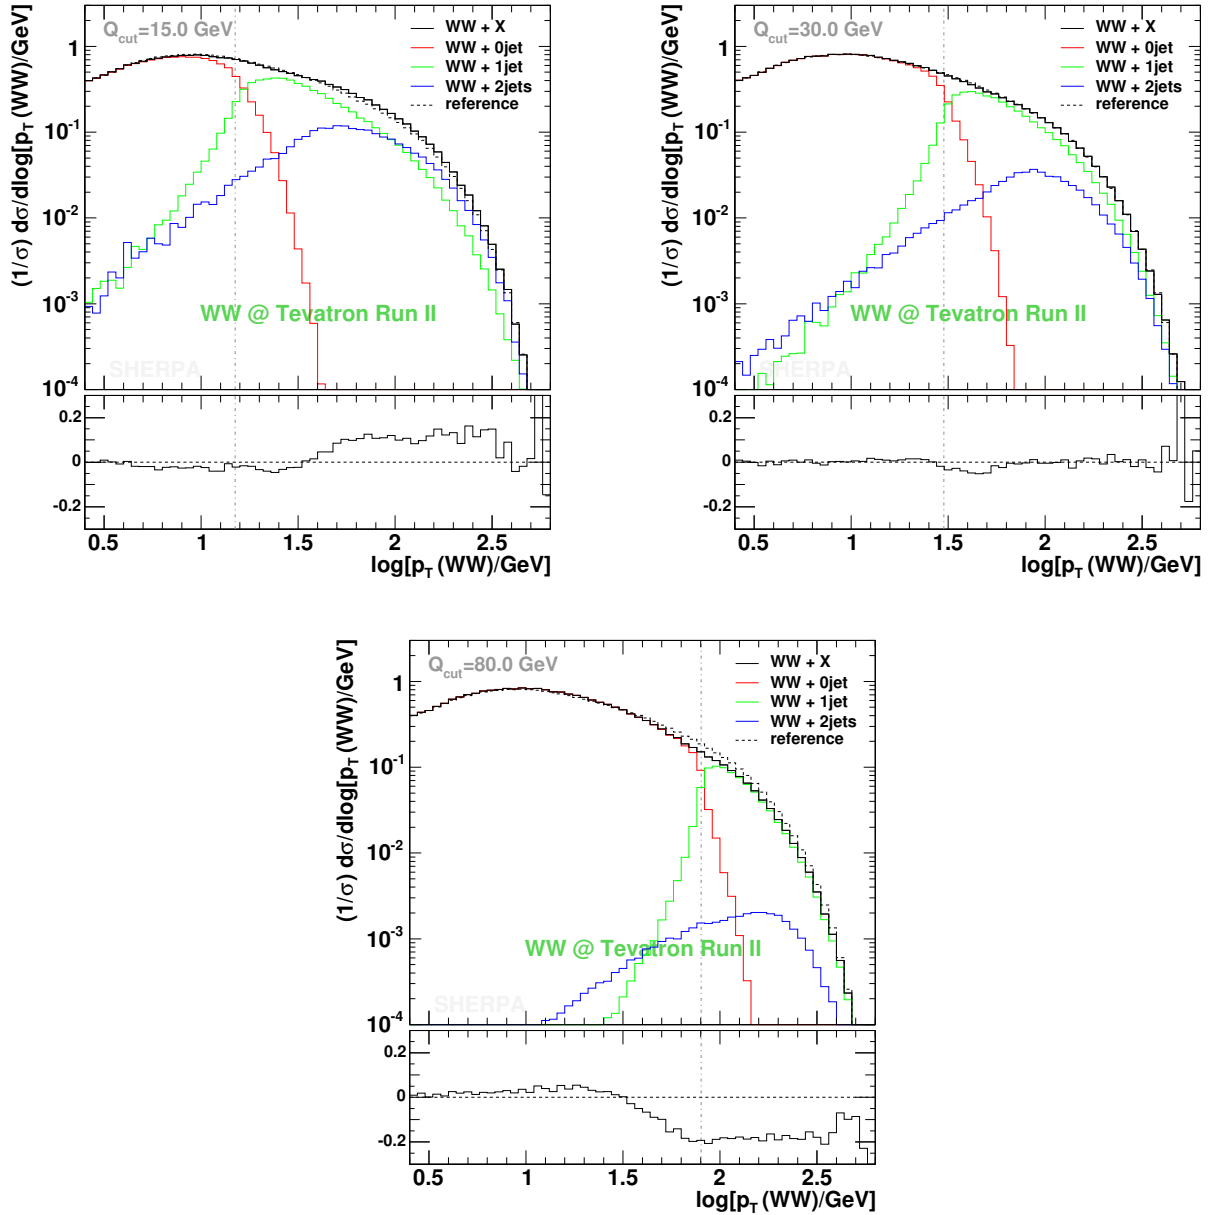 Q_cut=15.0 GeV
WW + X
WW + 0jet
WW + 1jet
WW + 2jets
reference
1
10^-1
10^-2
10^-3
10^-4
(1/σ) dσ/dlog[p_T (WW)/GeV]
WW @ Tevatron Run II
SHERPA
0.2
0
-0.2
0.5 1 1.5 2 2.5
log[p_T (WW)/GeV]
Q_cut=30.0 GeV
WW + X
WW + 0jet
WW + 1jet
WW + 2jets
reference
1
10^-1
10^-2
10^-3
10^-4
(1/σ) dσ/dlog[p_T (WW)/GeV]
WW @ Tevatron Run II
SHERPA
0.2
0
-0.2
0.5 1 1.5 2 2.5
log[p_T (WW)/GeV]
Q_cut=80.0 GeV
WW + X
WW + 0jet
WW + 1jet
WW + 2jets
reference
1
10^-1
10^-2
10^-3
10^-4
(1/σ) dσ/dlog[p_T (WW)/GeV]
WW @ Tevatron Run II
SHERPA
0.2
0
-0.2
0.5 1 1.5 2 2.5
log[p_T (WW)/GeV]